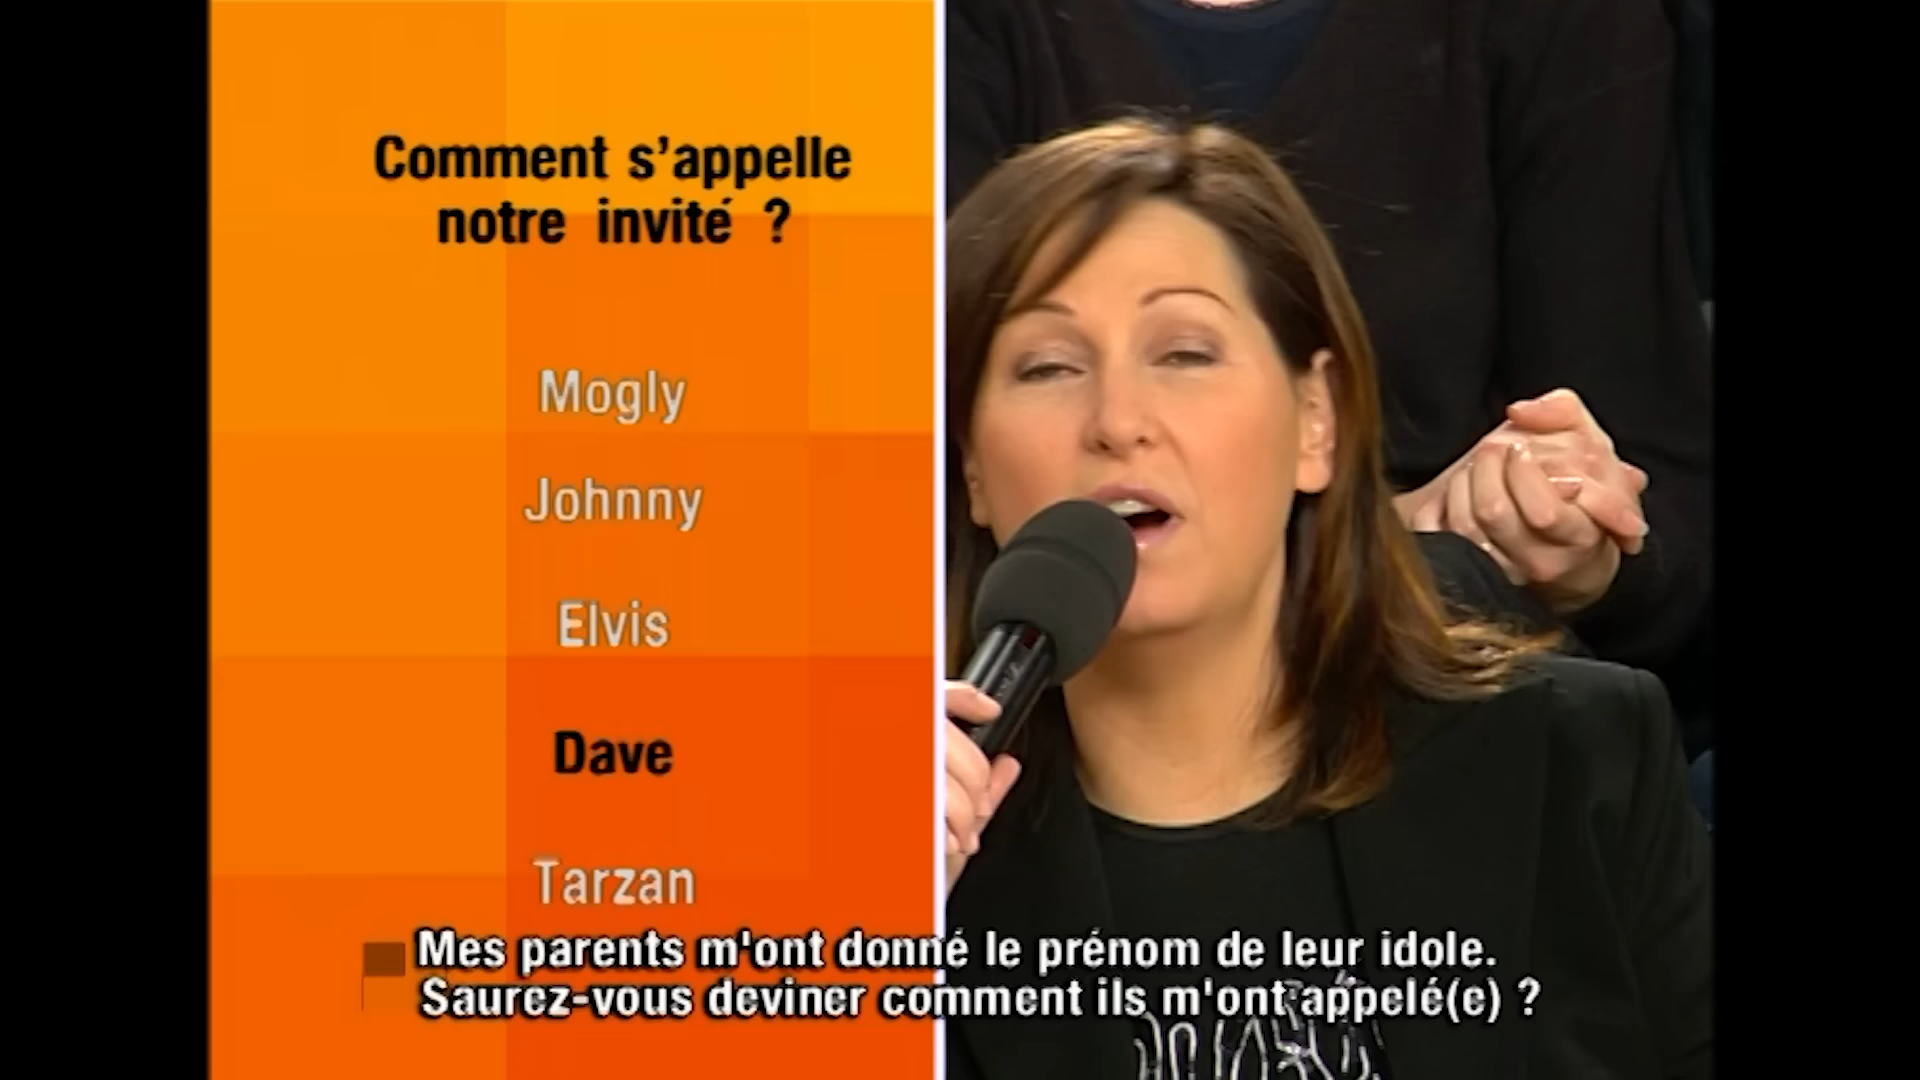 Comment s'appelle
notre invité ?
Mogly
Johnny
Elvis
Dave
Tarzan
Mes parents m'ont donné le prénom de leur idole.
Saurez-vous deviner comment ils m'ont appelé(e) ?